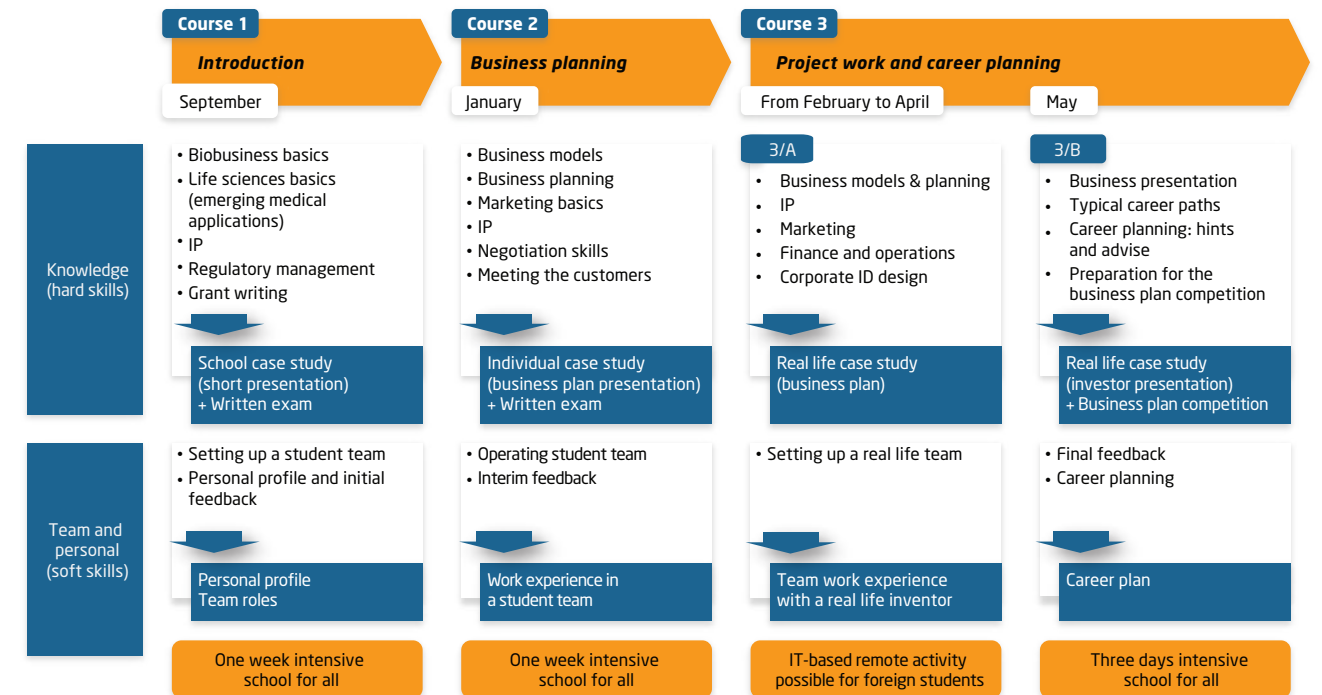 Course 1
Introduction
September
Course 2
Business planning
January
Course 3
Project work and career planning
From February to April
May
Knowledge
(hard skills)
• Biobusiness basics
• Life sciences basics
(emerging medical
applications)
• IP
• Regulatory management
• Grant writing
School case study
(short presentation)
+ Written exam
• Business models
• Business planning
• Marketing basics
• IP
• Negotiation skills
• Meeting the customers
Individual case study
(business plan presentation)
+ Written exam
3/A
• Business models & planning
• IP
• Marketing
• Finance and operations
• Corporate ID design
Real life case study
(business plan)
3/B
• Business presentation
• Typical career paths
• Career planning: hints
and advise
• Preparation for the
business plan competition
Real life case study
(investor presentation)
+ Business plan competition
Team and
personal
(soft skills)
• Setting up a student team
• Personal profile and initial
feedback
Personal profile
Team roles
• Operating student team
• Interim feedback
Work experience in
a student team
• Setting up a real life team
Team work experience
with a real life inventor
• Final feedback
• Career planning
Career plan
One week intensive
school for all
One week intensive
school for all
IT-based remote activity
possible for foreign students
Three days intensive
school for all